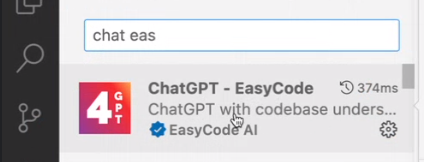 chat eas
4 GPT
ChatGPT - EasyCode 374ms
ChatGPT with codebase unders...
EasyCode AI